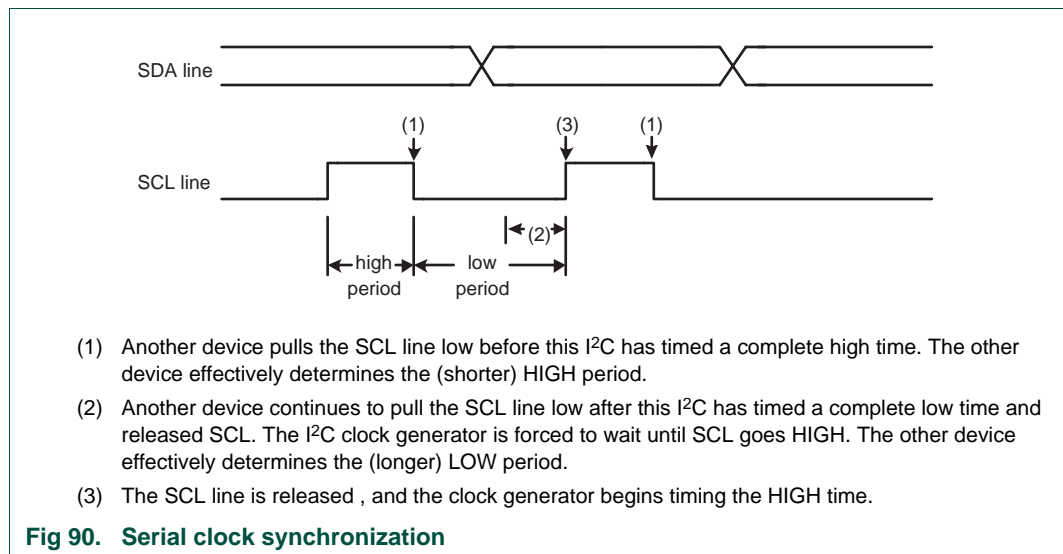 SDA line
(1)
(3)
(1)
SCL line
(2)
high
period
low
period
(1) Another device pulls the SCL line low before this I²C has timed a complete high time. The other
device effectively determines the (shorter) HIGH period.
(2) Another device continues to pull the SCL line low after this I²C has timed a complete low time and
released SCL. The I²C clock generator is forced to wait until SCL goes HIGH. The other device
effectively determines the (longer) LOW period.
(3) The SCL line is released , and the clock generator begins timing the HIGH time.
Fig 90. Serial clock synchronization